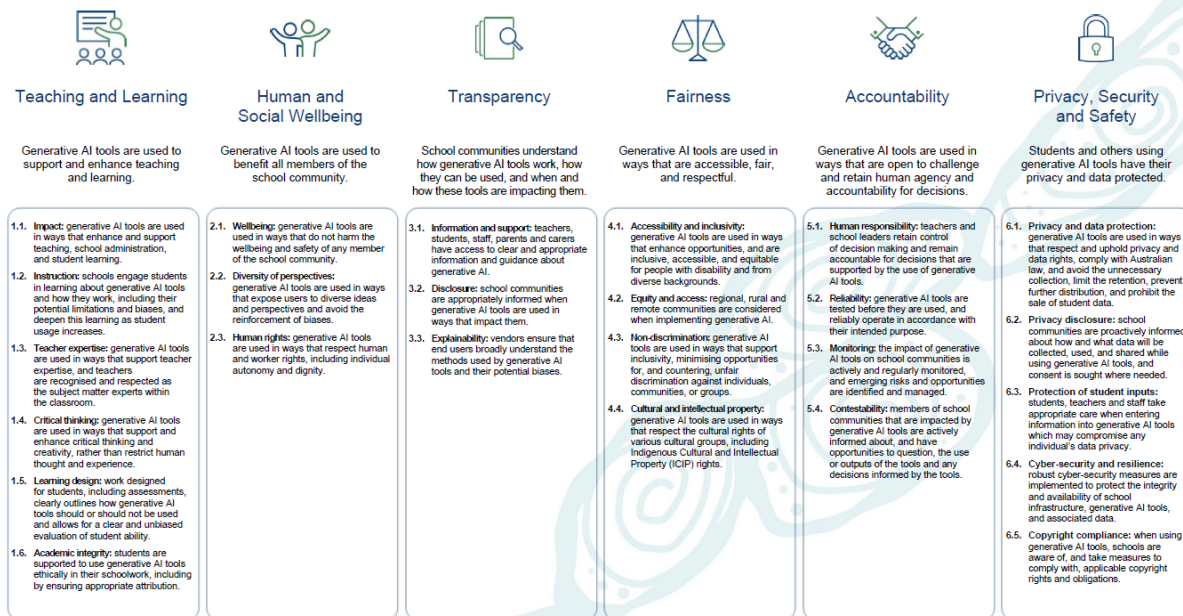 Teaching and Learning
Generative AI tools are used to
support and enhance teaching
and learning.
1.1. Impact: generative AI tools are used
in ways that enhance and support
teaching, school administration,
and student learning.
1.2. Instruction: schools engage students
in learning about generative AI tools
and how they work, including their
potential limitations and biases, and
deepen this learning as student
usage increases.
1.3. Teacher expertise: generative AI tools
are used in ways that support teacher
expertise, and teachers
are recognised and respected as
the subject matter experts within
the classroom.
1.4. Critical thinking: generative AI tools
are used in ways that support and
enhance critical thinking and
creativity, rather than restrict human
thought and experience.
1.5. Learning design: work designed
for students, including assessments,
clearly outlines how generative AI
tools should or should not be used
and allows for a clear and unbiased
evaluation of student ability.
1.6. Academic integrity: students are
supported to use generative AI tools
ethically in their schoolwork, including
by ensuring appropriate attribution.
Human and
Social Wellbeing
Generative AI tools are used to
benefit all members of the
school community.
2.1. Wellbeing: generative AI tools are
used in ways that do not harm the
wellbeing and safety of any member
of the school community.
2.2. Diversity of perspectives:
generative AI tools are used in ways
that expose users to diverse ideas
and perspectives and avoid the
reinforcement of biases.
2.3. Human rights: generative AI tools
are used in ways that respect human
and worker rights, including individual
autonomy and dignity.
Transparency
School communities understand
how generative AI tools work, how
they can be used, and when and
how these tools are impacting them.
3.1. Information and support: teachers,
students, staff, parents and carers
have access to clear and appropriate
information and guidance about
generative AI.
3.2. Disclosure: school communities
are appropriately informed when
generative AI tools are used in
ways that impact them.
3.3. Explainability: vendors ensure that
end users broadly understand the
methods used by generative AI
tools and their potential biases.
Fairness
Generative AI tools are used in
ways that are accessible, fair,
and respectful.
4.1. Accessibility and inclusivity:
generative AI tools are used in ways
that enhance opportunities, and are
inclusive, accessible, and equitable
for people with disability and from
diverse backgrounds.
4.2. Equity and access: regional, rural and
remote communities are considered
when implementing generative AI.
4.3. Non-discrimination: generative AI
tools are used in ways that support
inclusivity, minimising opportunities
for, and countering, unfair
discrimination against individuals,
communities, or groups.
4.4. Cultural and intellectual property:
generative AI tools are used in ways
that respect the cultural rights of
various cultural groups, including
Indigenous Cultural and Intellectual
Property (ICIP) rights.
Accountability
Generative AI tools are used in
ways that are open to challenge
and retain human agency and
accountability for decisions.
5.1. Human responsibility: teachers and
school leaders retain control
of decision making and remain
accountable for decisions that are
supported by the use of generative
AI tools.
5.2. Reliability: generative AI tools are
tested before they are used, and
reliably operate in accordance with
their intended purpose.
5.3. Monitoring: the impact of generative
AI tools on school communities is
actively and regularly monitored,
and emerging risks and opportunities
are identified and managed.
5.4. Contestability: members of school
communities that are impacted by
generative AI tools are actively
informed about, and have
opportunities to question, the use
or outputs of the tools and any
decisions informed by the tools.
Privacy, Security
and Safety
Students and others using
generative AI tools have their
privacy and data protected.
6.1. Privacy and data protection:
generative AI tools are used in ways
that respect and uphold privacy and
data rights, comply with Australian
law, and avoid the unnecessary
collection, limit the retention, prevent
further distribution, and prohibit the
sale of student data.
6.2. Privacy disclosure: school
communities are proactively informed
about how and what data will be
collected, used, and shared while
using generative AI tools, and
consent is sought where needed.
6.3. Protection of student inputs:
students, teachers and staff take
appropriate care when entering
information into generative AI tools
which may compromise any
individual's data privacy.
6.4. Cyber-security and resilience:
robust cyber-security measures are
implemented to protect the integrity
and availability of school
infrastructure, generative AI tools,
and associated data.
6.5. Copyright compliance: when using
generative AI tools, schools are
aware of, and take measures to
comply with, applicable copyright
rights and obligations.